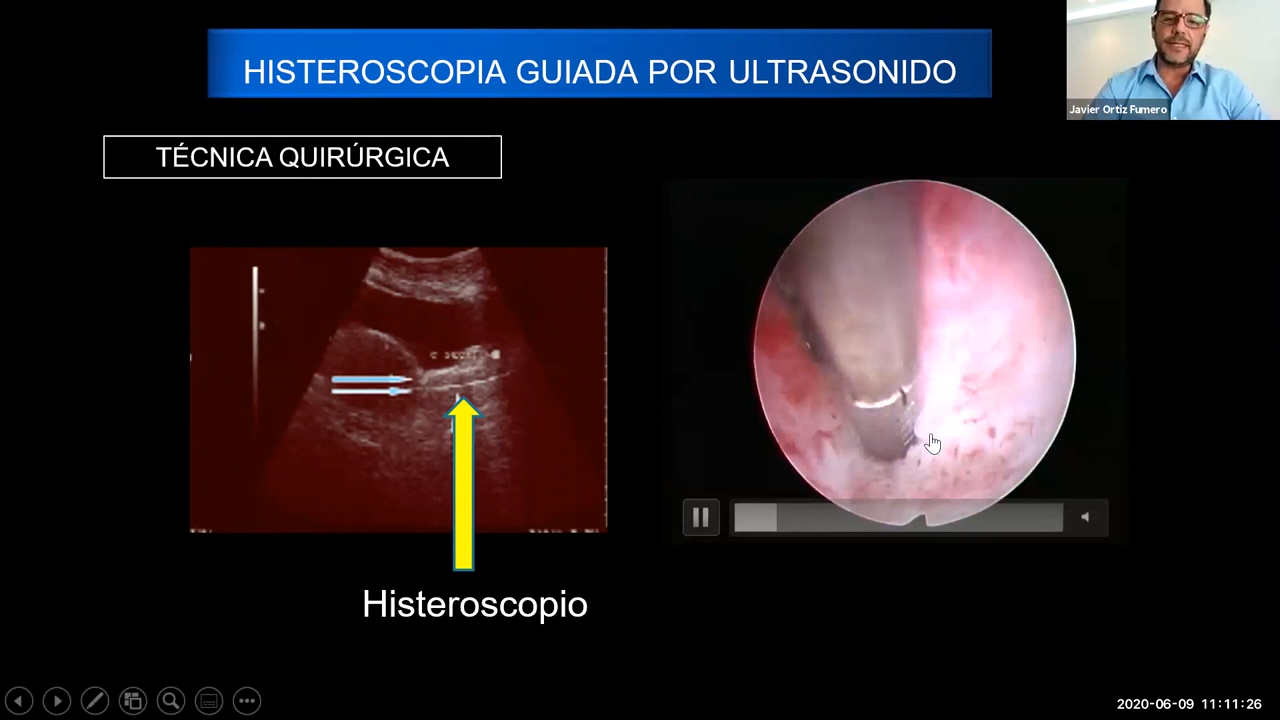 HISTEROSCOPIA GUIADA POR ULTRASONIDO
Javier Ortiz Fumero
TÉCNICA QUIRÚRGICA
Histeroscopio
2020-06-09 11:11:26